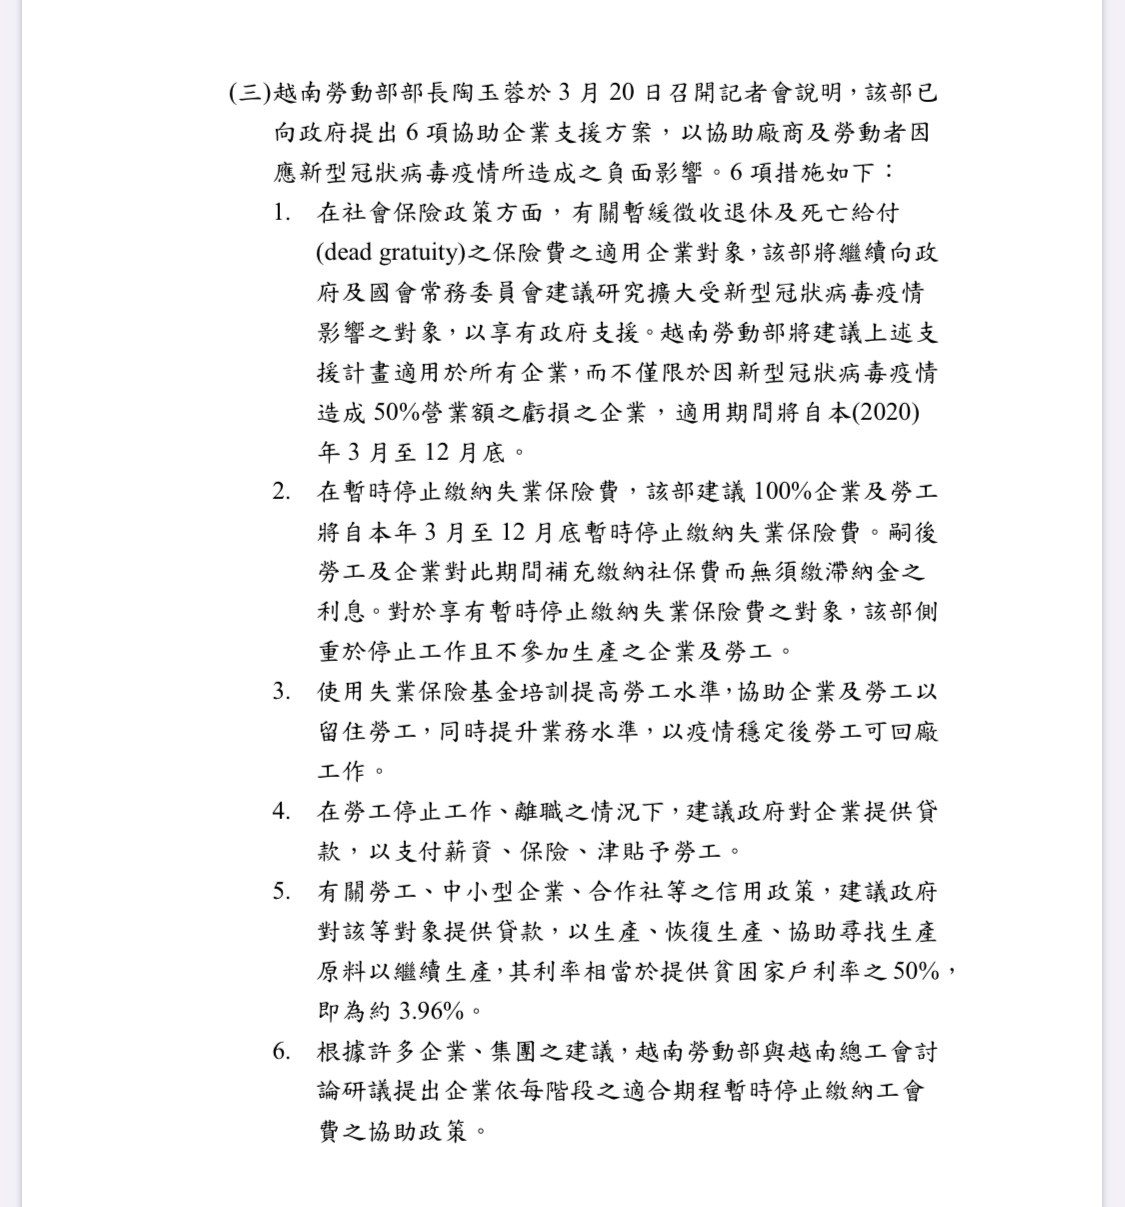 (三)越南勞動部部長陶玉蓉於 3 月 20 日召開記者會說明，該部已
向政府提出 6 項協助企業支援方案，以協助廠商及勞動者因
應新型冠狀病毒疫情所造成之負面影響。6 項措施如下：
1. 在社會保險政策方面，有關暫緩徵收退休及死亡給付
(dead gratuity)之保險費之適用企業對象，該部將繼續向政
府及國會常務委員會建議研究擴大受新型冠狀病毒疫情
影響之對象，以享有政府支援。越南勞動部將建議上述支
援計畫適用於所有企業，而不僅限於因新型冠狀病毒疫情
造成 50%營業額之虧損之企業，適用期間將自本(2020)
年 3 月至 12 月底。
2. 在暫時停止繳納失業保險費，該部建議 100%企業及勞工
將自本年 3 月至 12 月底暫時停止繳納失業保險費。嗣後
勞工及企業對此期間補充繳納社保費而無須繳滯納金之
利息。對於享有暫時停止繳納失業保險費之對象，該部側
重於停止工作且不參加生產之企業及勞工。
3. 使用失業保險基金培訓提高勞工水準，協助企業及勞工以
留住勞工，同時提升業務水準，以疫情穩定後勞工可回廠
工作。
4. 在勞工停止工作、離職之情況下，建議政府對企業提供貸
款，以支付薪資、保險、津貼予勞工。
5. 有關勞工、中小型企業、合作社等之信用政策，建議政府
對該等對象提供貸款，以生產、恢復生產、協助尋找生產
原料以繼續生產，其利率相當於提供貧困家戶利率之 50%，
即為約 3.96%。
6. 根據許多企業、集團之建議，越南勞動部與越南總工會討
論研議提出企業依每階段之適合期程暫時停止繳納工會
費之協助政策。